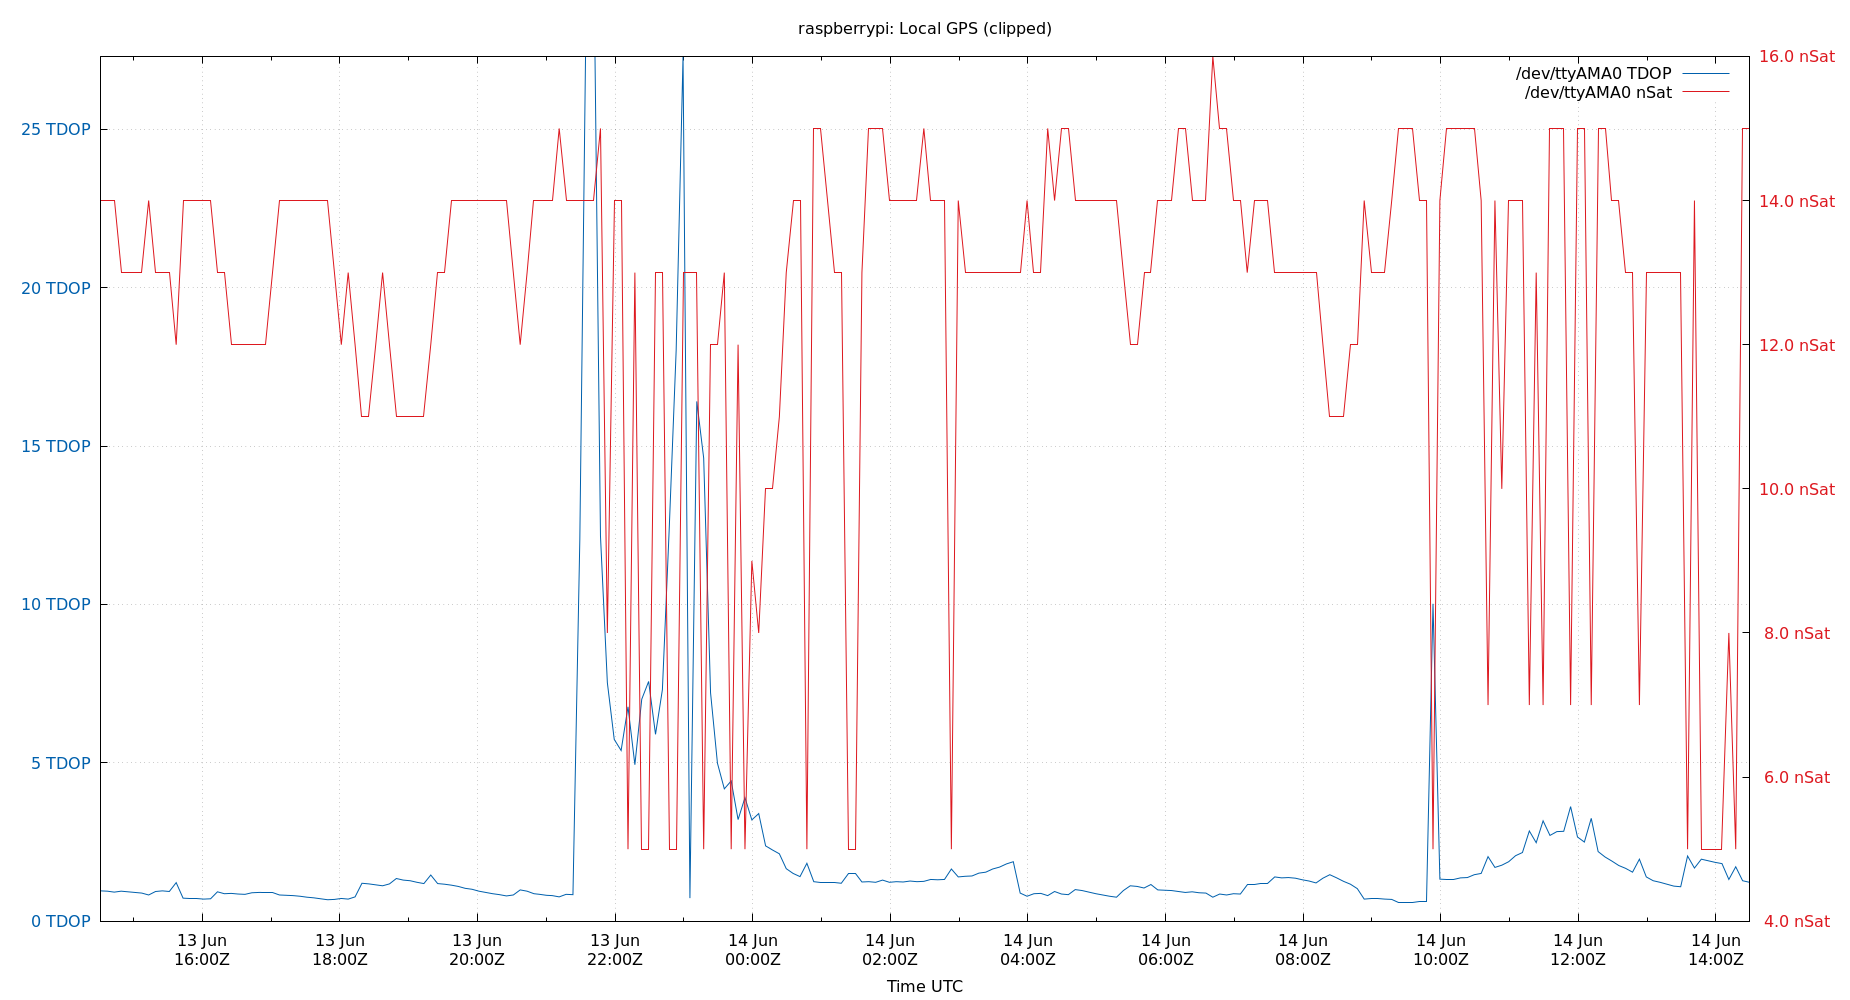 raspberrypi: Local GPS (clipped)
16.0 nSat
/dev/ttyAMA0 TDOP
/dev/ttyAMA0 nSat
25 TDOP
14.0 nSat
20 TDOP
12.0 nSat
15 TDOP
10.0 nSat
10 TDOP
8.0 nSat
5 TDOP
6.0 nSat
0 TDOP
4.0 nSat
13 Jun
16:00Z
13 Jun
18:00Z
13 Jun
20:00Z
13 Jun
22:00Z
14 Jun
00:00Z
14 Jun
02:00Z
14 Jun
04:00Z
14 Jun
06:00Z
14 Jun
08:00Z
14 Jun
10:00Z
14 Jun
12:00Z
14 Jun
14:00Z
Time UTC